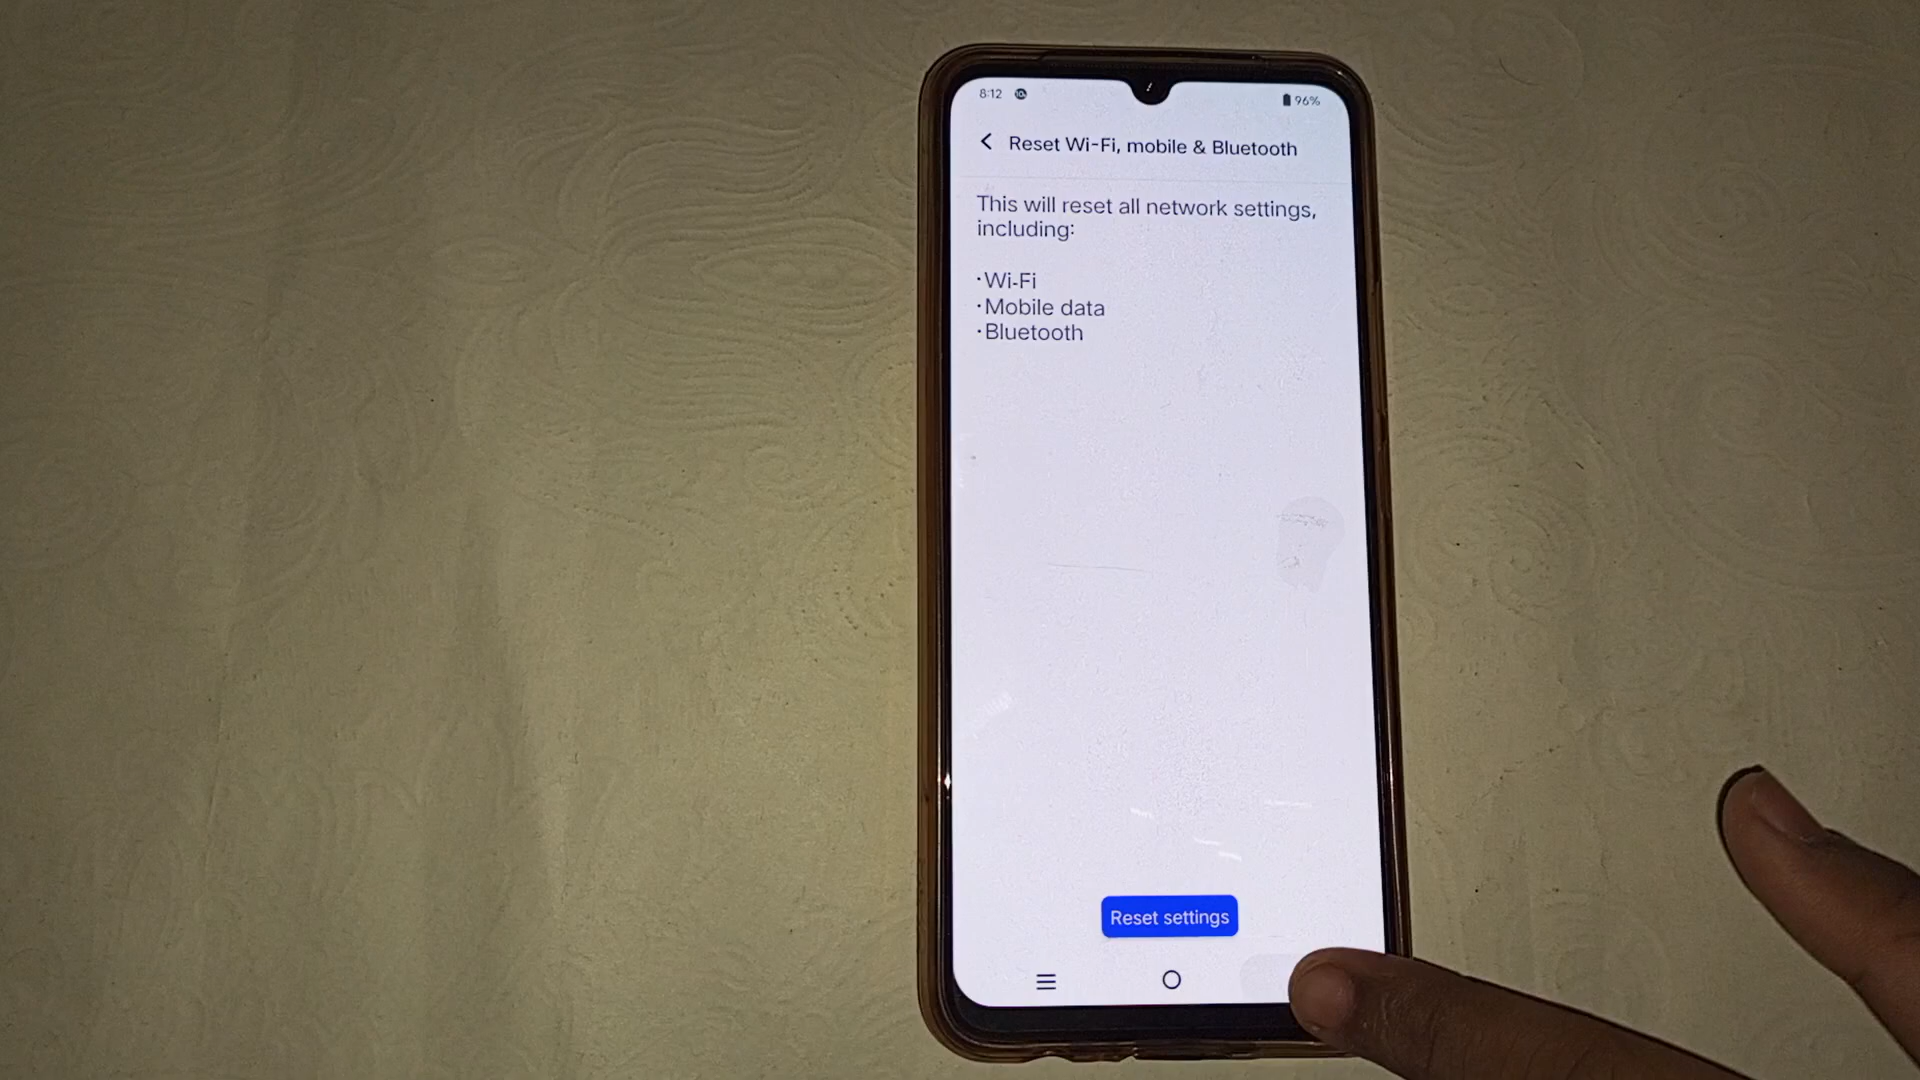 8:12
96%
Reset Wi-Fi, mobile & Bluetooth
This will reset all network settings,
including:
·Wi-Fi
·Mobile data
·Bluetooth
Reset settings